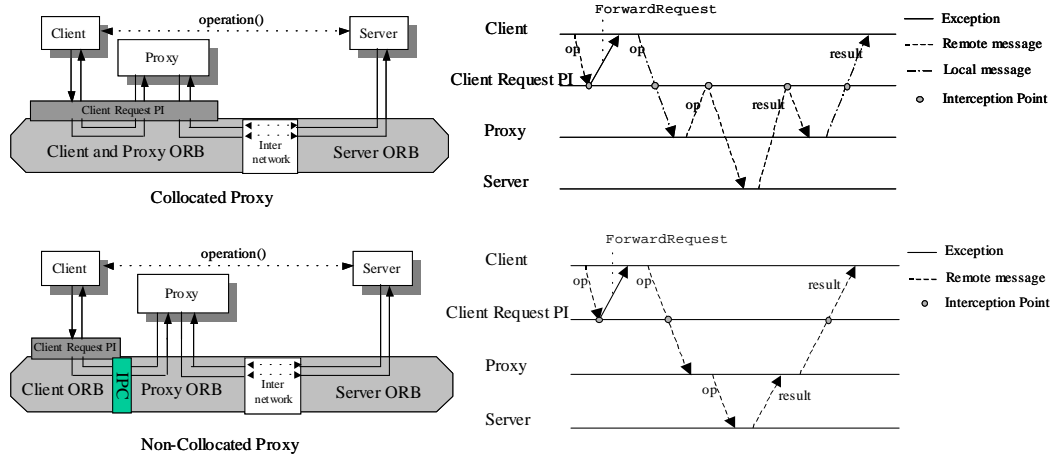 operation()
Client
Server
Proxy
Client Request PI
Client and Proxy ORB
Inter
network
Server ORB
Collocated Proxy
ForwardRequest
Client
op
op
result
Client Request PI
op
result
Proxy
Server
Exception
Remote message
Local message
Interception Point
operation()
Client
Server
Proxy
Client Request PI
Client ORB
IPC
Proxy ORB
Inter
network
Server ORB
Non-Collocated Proxy
ForwardRequest
Client
op
op
result
Client Request PI
Proxy
op
result
Server
Exception
Remote message
Interception Point